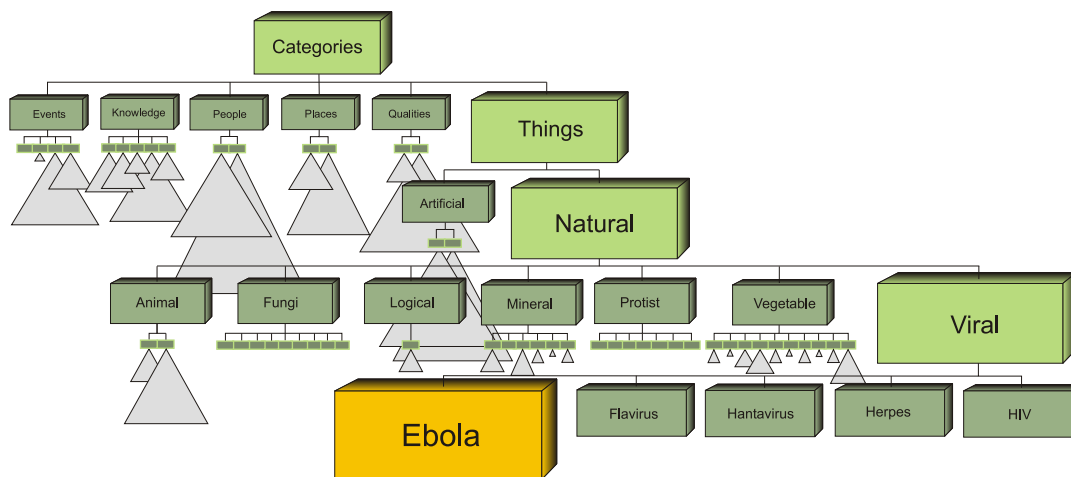 Categories
Events
Knowledge
People
Places
Qualities
Things
Artificial
Natural
Animal
Fungi
Logical
Mineral
Protist
Vegetable
Viral
Ebola
Flavirus
Hantavirus
Herpes
HIV